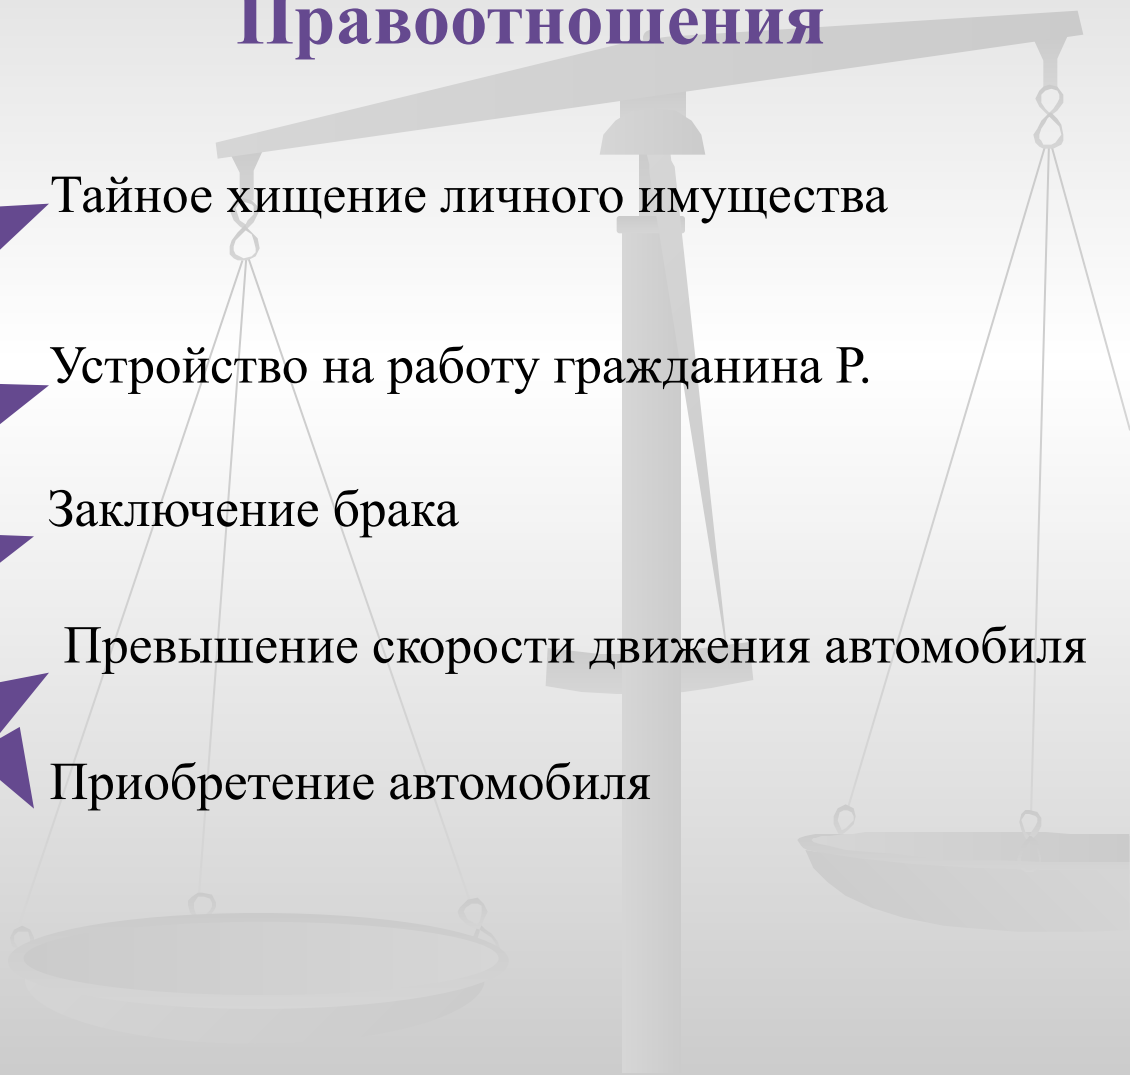 Правоотношения
Тайное хищение личного имущества
Устройство на работу гражданина Р.
Заключение брака
Превышение скорости движения автомобиля
Приобретение автомобиля